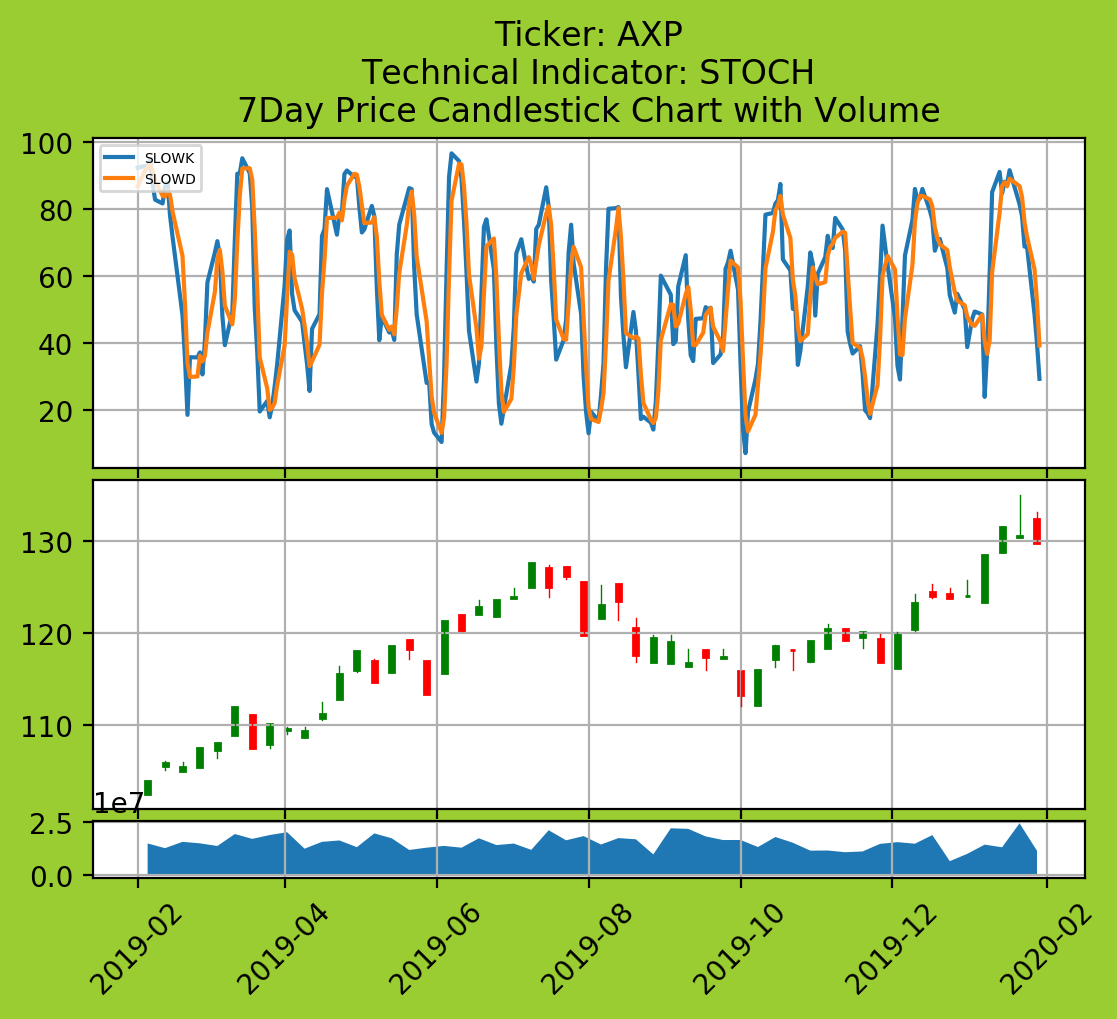 Ticker: AXP
Technical Indicator: STOCH
7Day Price Candlestick Chart with Volume
100
80
60
40
20
SLOWK
SLOWD
130
120
110
1e7
2.5
0.0
2019-02
2019-04
2019-06
2019-08
2019-10
2019-12
2020-02